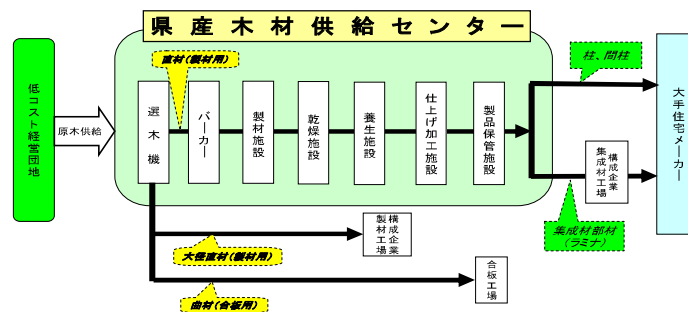 県産木材供給センター
低コスト経営団地
原木供給
直材(製材用)
選木機
バーカー
製材施設
乾燥施設
養生施設
仕上げ加工施設
製品保管施設
柱、間柱
大手住宅メーカー
構成企業
集成材工場
集成材部材
(ラミナ)
構成企業
製材工場
大径直材(製材用)
合板工場
曲材(合板用)